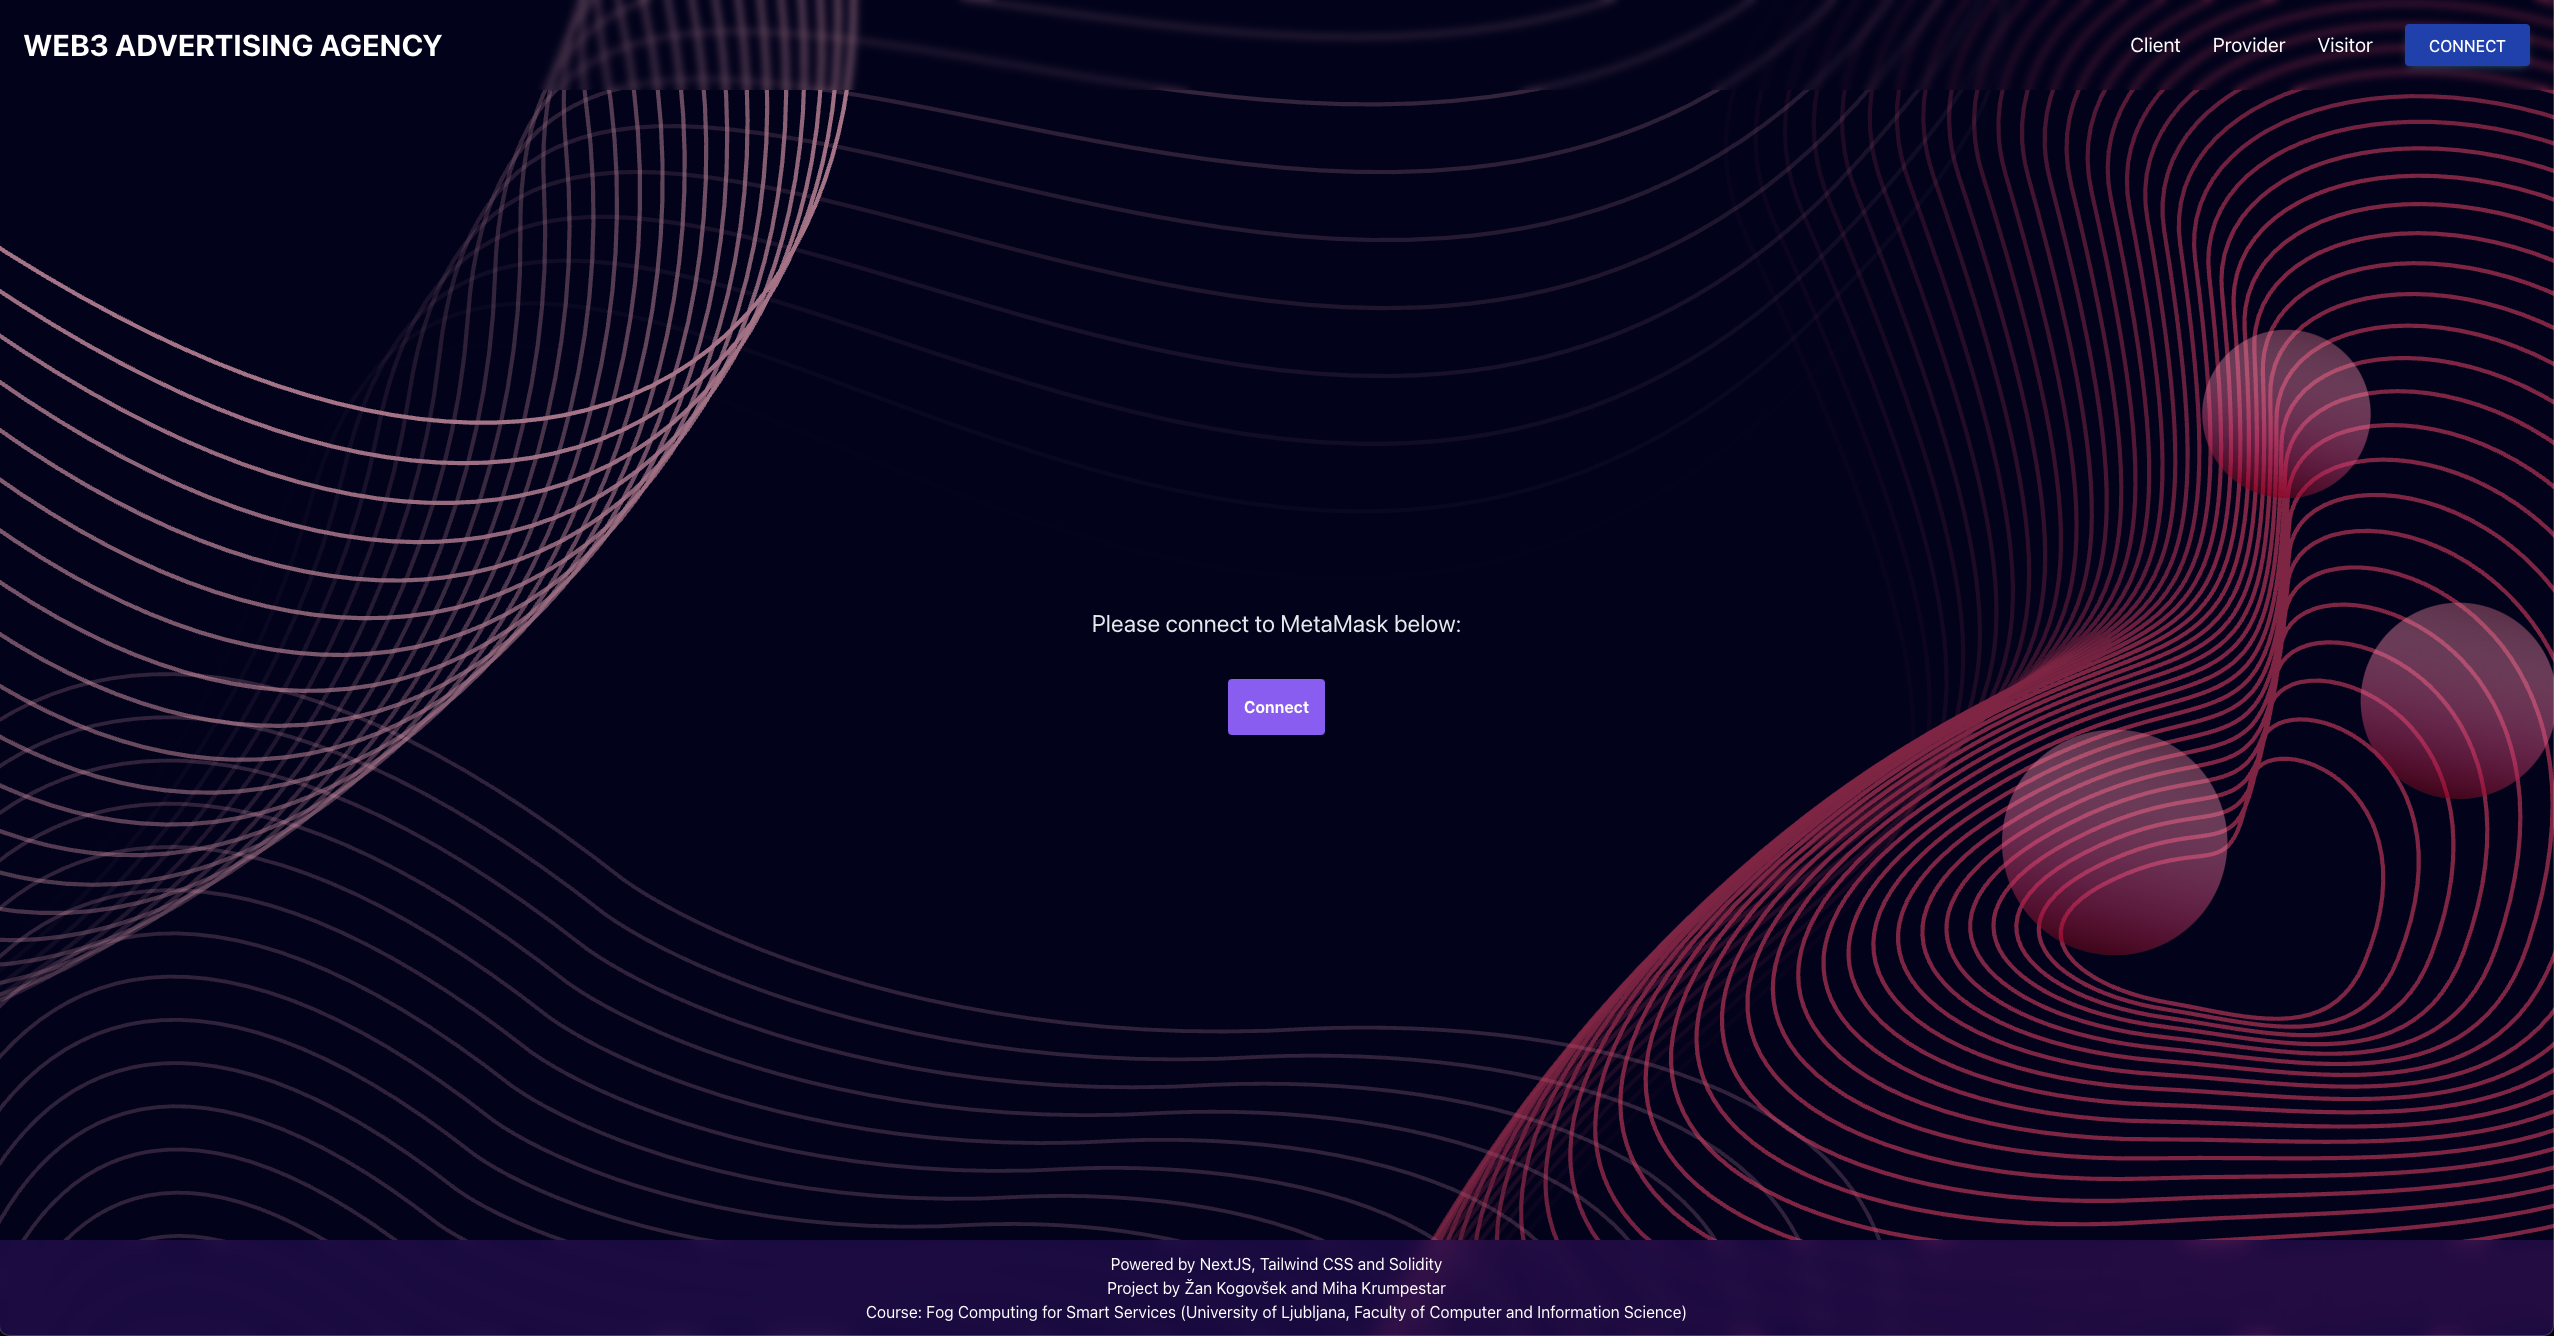 WEB3 ADVERTISING AGENCY
Client Provider Visitor CONNECT
Please connect to MetaMask below:
Connect
Powered by NextJS, Tailwind CSS and Solidity
Project by Žan Kogovšek and Miha Krumpestar
Course: Fog Computing for Smart Services (University of Ljubljana, Faculty of Computer and Information Science)